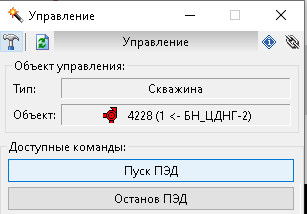 Управление
Управление
Объект управления:
Тип: Скважина
Объект: 4228 (1 <- БН_ЦДНГ-2)
Доступные команды:
Пуск ПЭД
Останов ПЭД